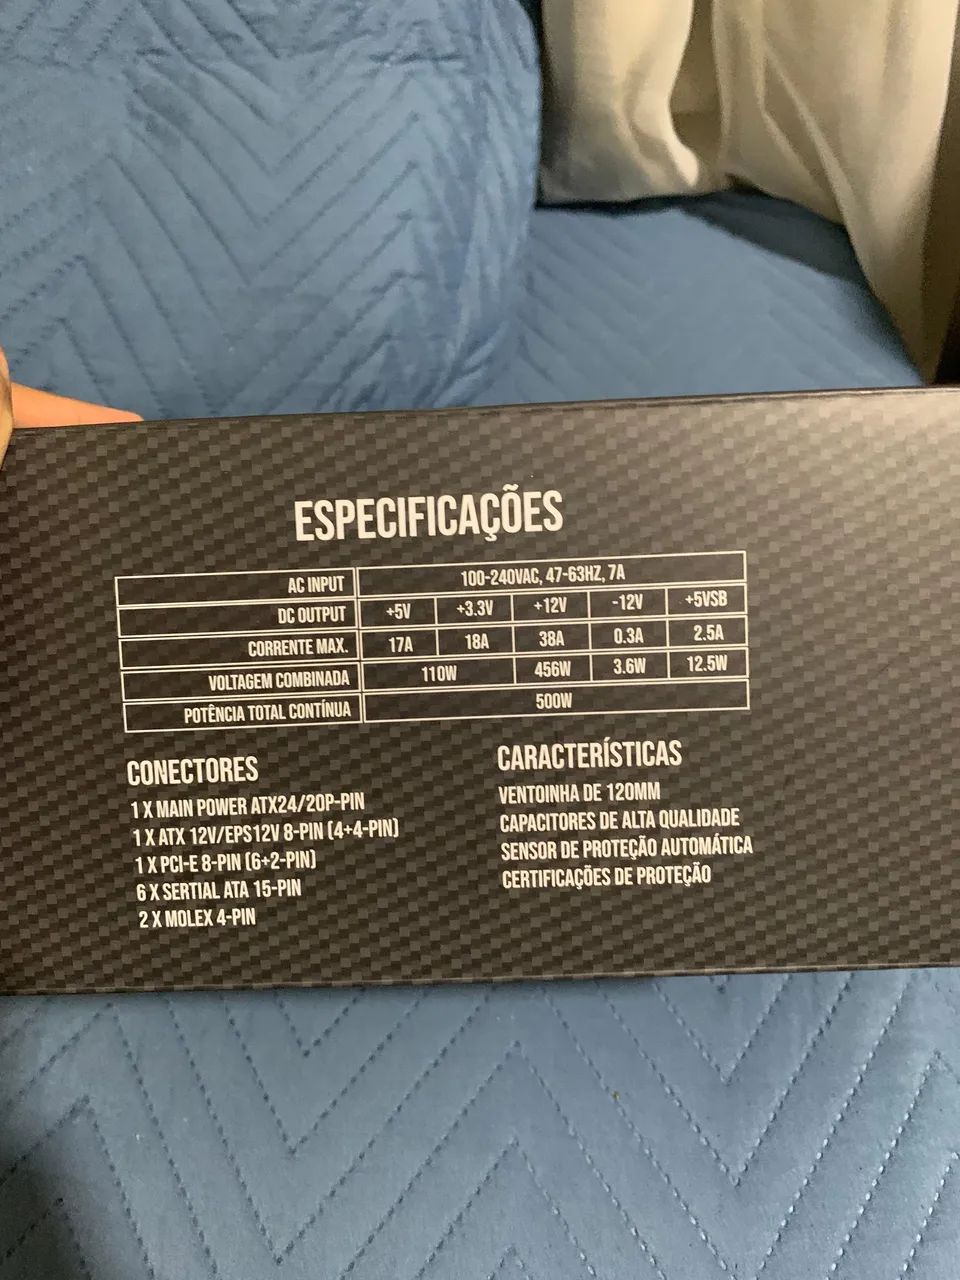 ESPECIFICAÇÕES
AC INPUT 100-240VAC, 47-63HZ, 7A
DC OUTPUT +5V +3.3V +12V -12V +5VSB
CORRENTE MAX. 17A 18A 38A 0.3A 2.5A
VOLTAGEM COMBINADA 110W 456W 3.6W 12.5W
POTÊNCIA TOTAL CONTÍNUA 500W
CONECTORES
1 X MAIN POWER ATX24/20P-PIN
1 X ATX 12V/EPS12V 8-PIN (4+4-PIN)
1 X PCI-E 8-PIN (6+2-PIN)
6 X SERTIAL ATA 15-PIN
2 X MOLEX 4-PIN
CARACTERÍSTICAS
VENTOINHA DE 120MM
CAPACITORES DE ALTA QUALIDADE
SENSOR DE PROTEÇÃO AUTOMÁTICA
CERTIFICAÇÕES DE PROTEÇÃO